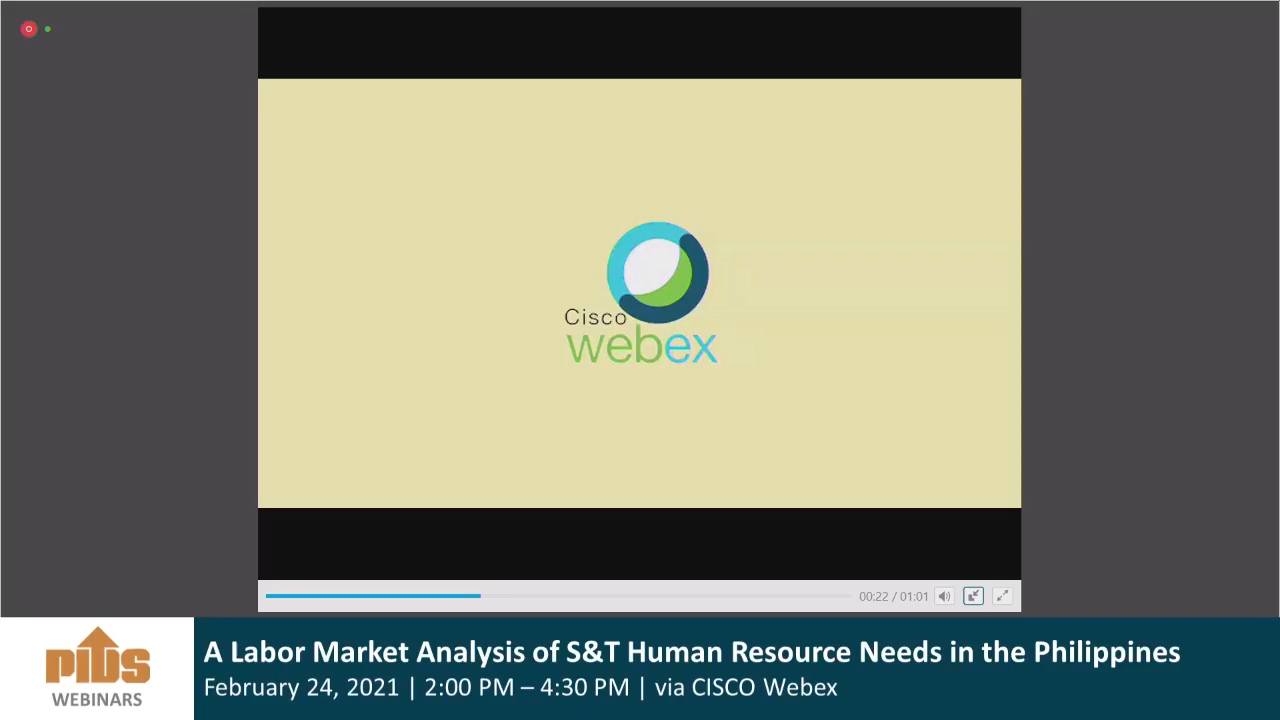 Cisco
webex
00:22 / 01:01
PIDS
WEBINARS
A Labor Market Analysis of S&T Human Resource Needs in the Philippines
February 24, 2021 | 2:00 PM – 4:30 PM | via CISCO Webex